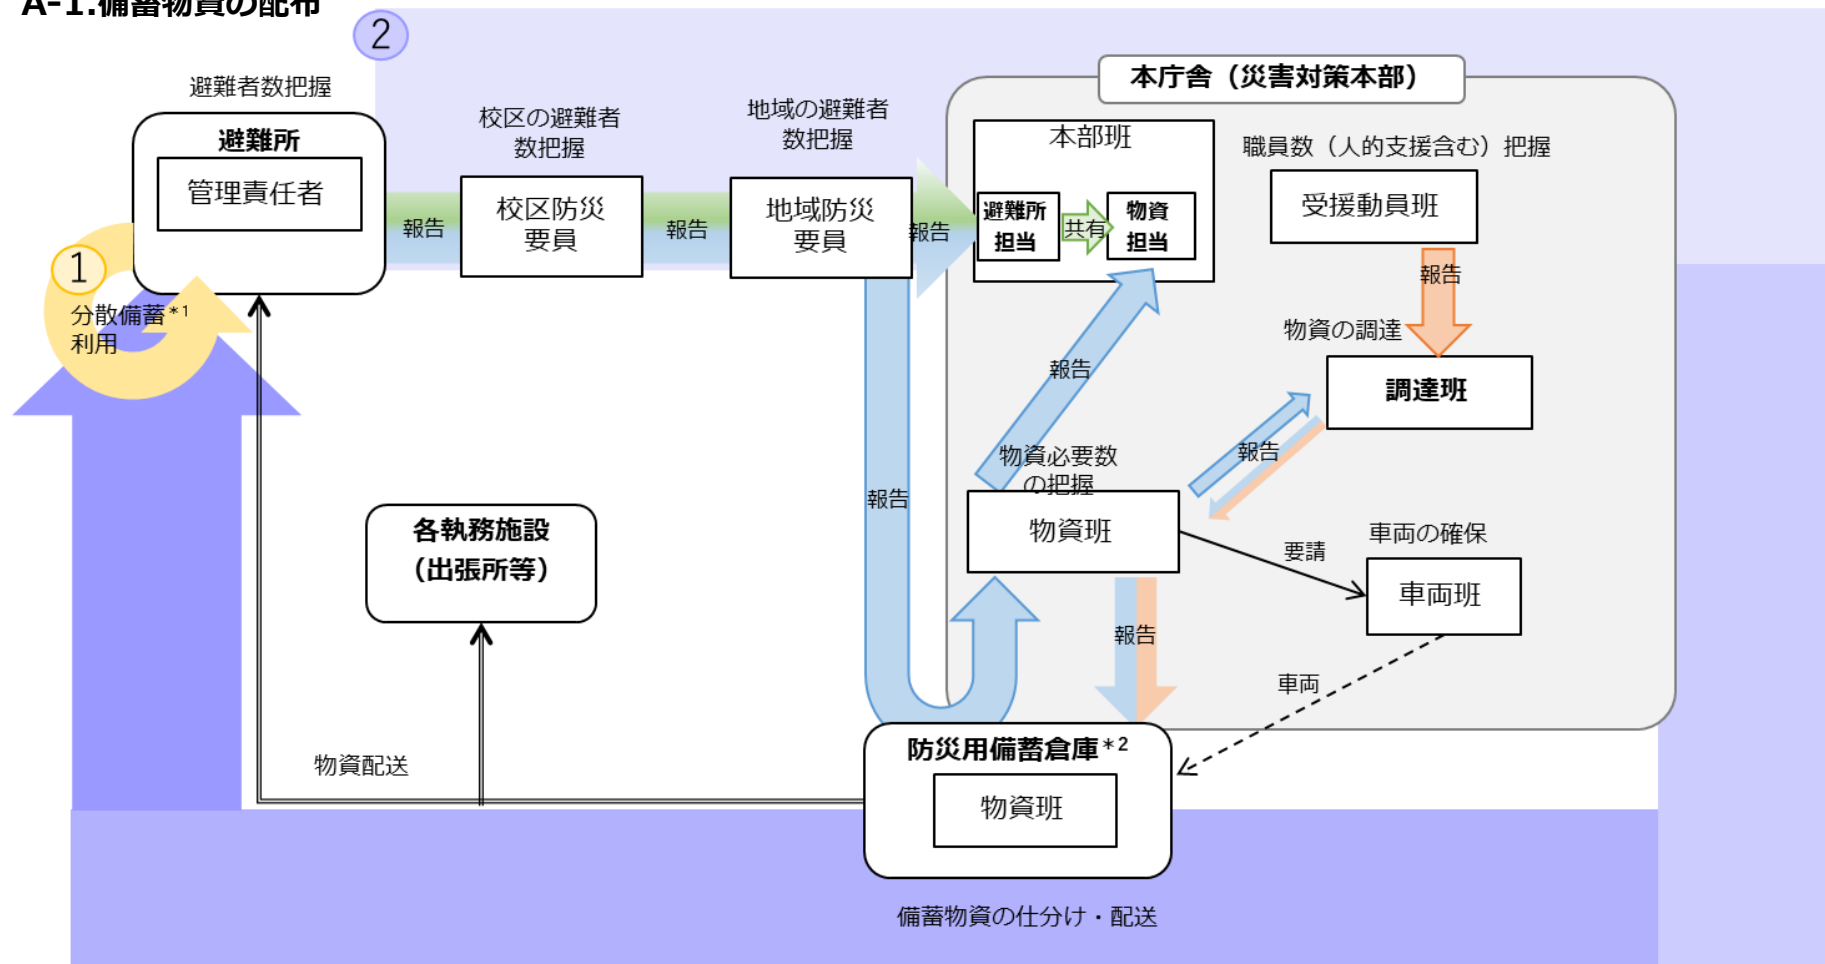 A-1.備蓄物資の配布
2
避難者数把握
避難所
管理責任者
1
分散備蓄*1
利用
報告
校区の避難者
数把握
校区防災
要員
報告
地域の避難者
数把握
地域防災
要員
報告
本庁舎（災害対策本部）
本部班
避難所
担当
共有
物資
担当
職員数（人的支援含む）把握
受援動員班
報告
物資の調達
調達班
報告
報告
物資必要数
の把握
物資班
報告
要請
車両の確保
車両班
報告
車両
各執務施設
（出張所等）
物資配送
防災用備蓄倉庫*2
物資班
備蓄物資の仕分け・配送